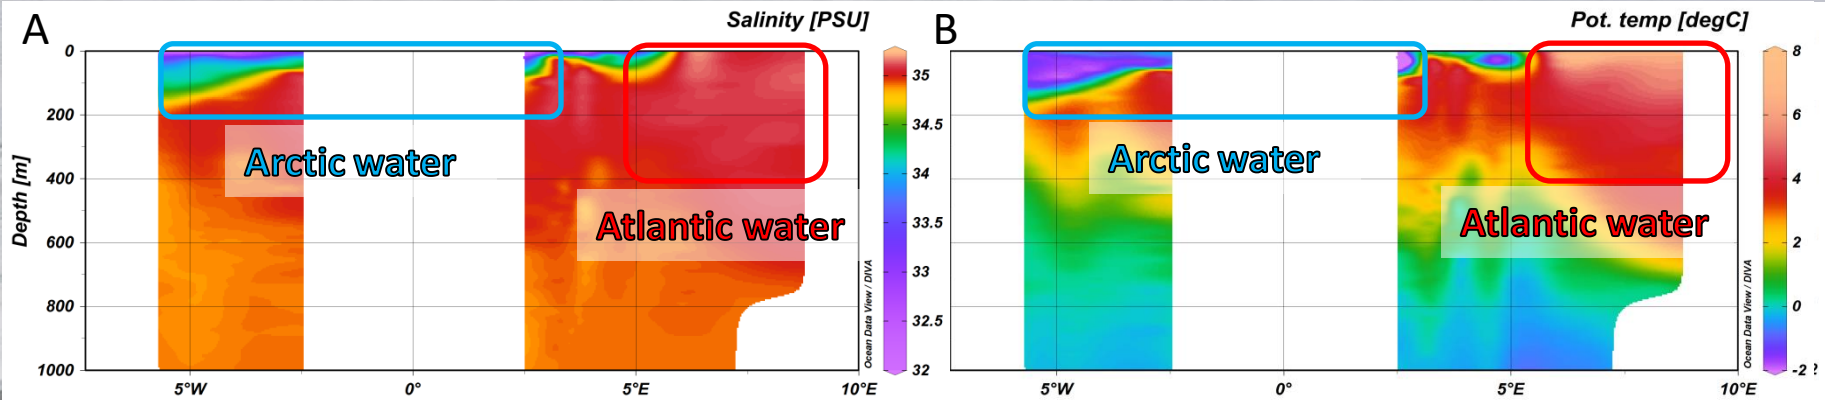 A
Salinity [PSU]
0
200
400
600
800
1000
Depth [m]
5°W
0°
5°E
10°E
Arctic water
Atlantic water
Ocean Data View / DIVA
35
34.5
34
33.5
33
32.5
32
B
Pot. temp [degC]
5°W
0°
5°E
10°E
Arctic water
Atlantic water
Ocean Data View / DIVA
8
6
4
2
0
-2